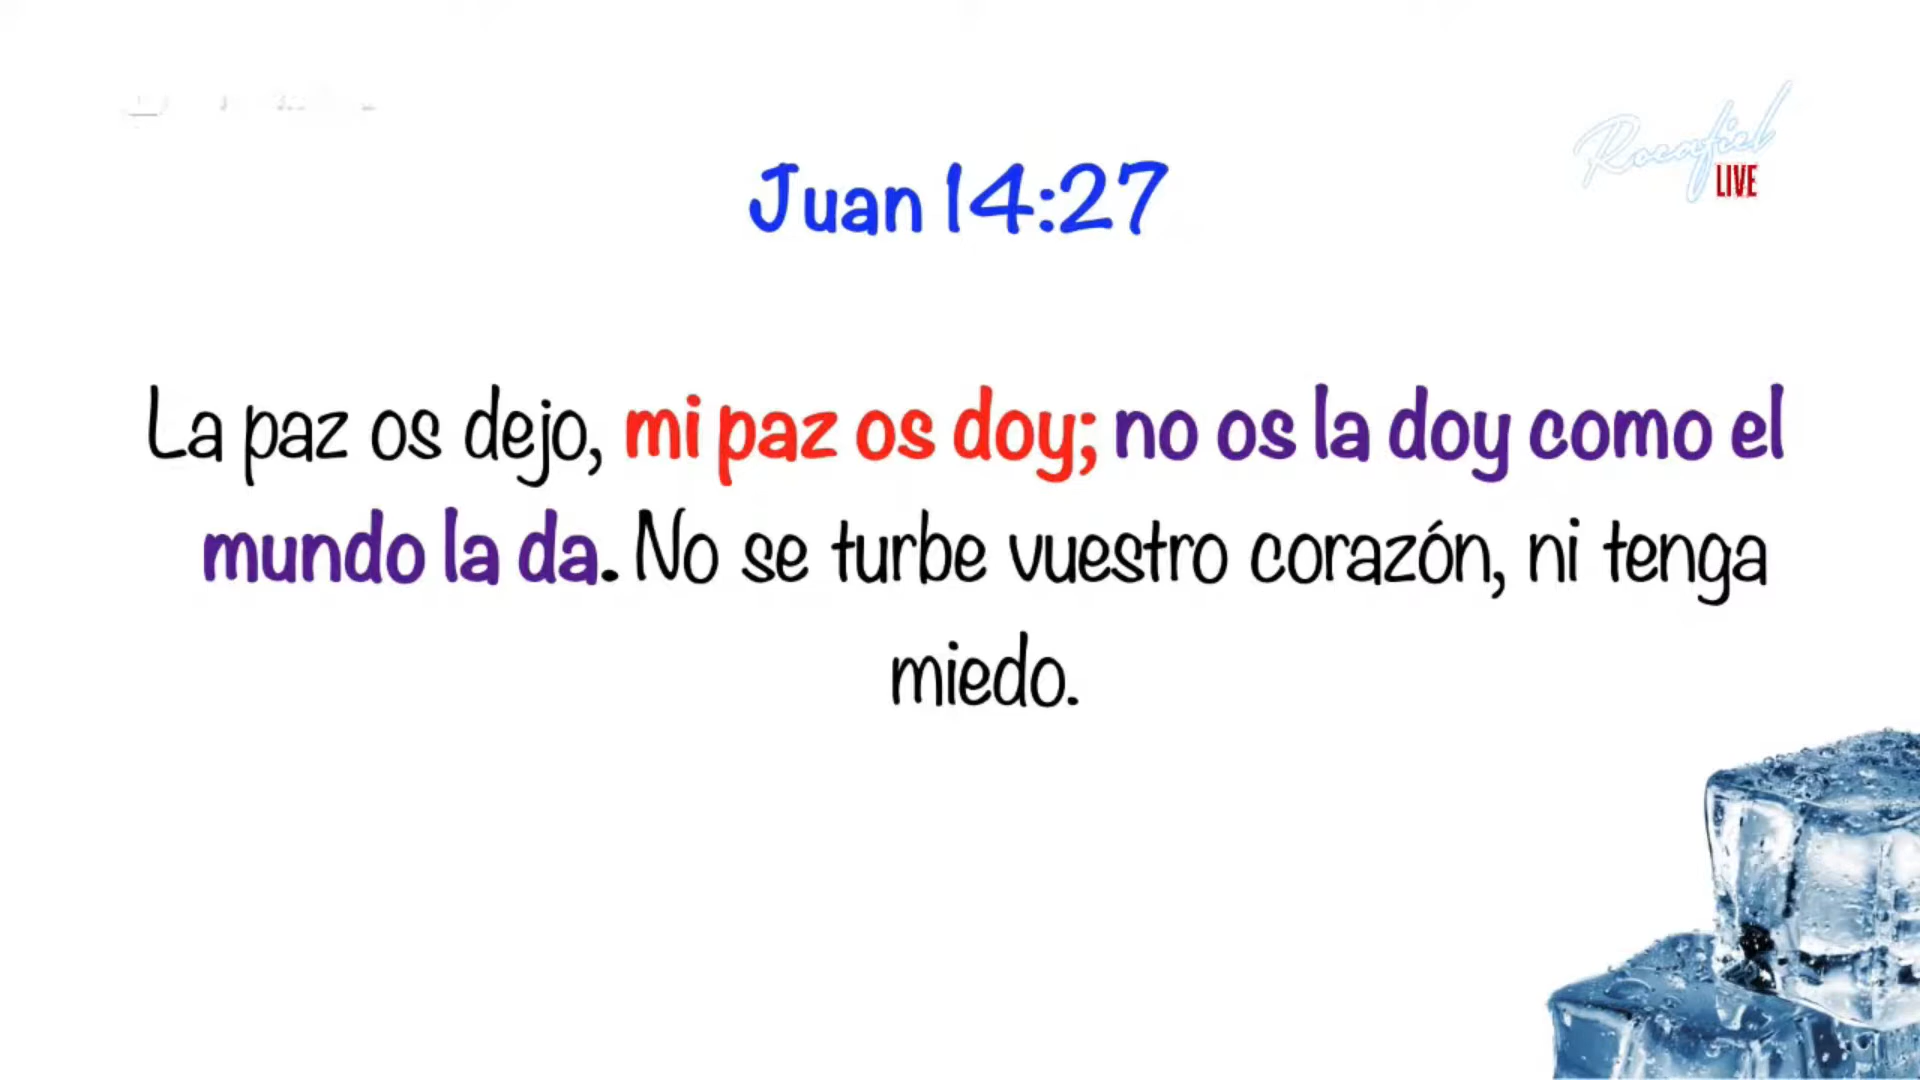 Rocafiel
LIVE
Juan 14:27
La paz os dejo, mi paz os doy; no os la doy como el
mundo la da. No se turbe vuestro corazón, ni tenga
miedo.